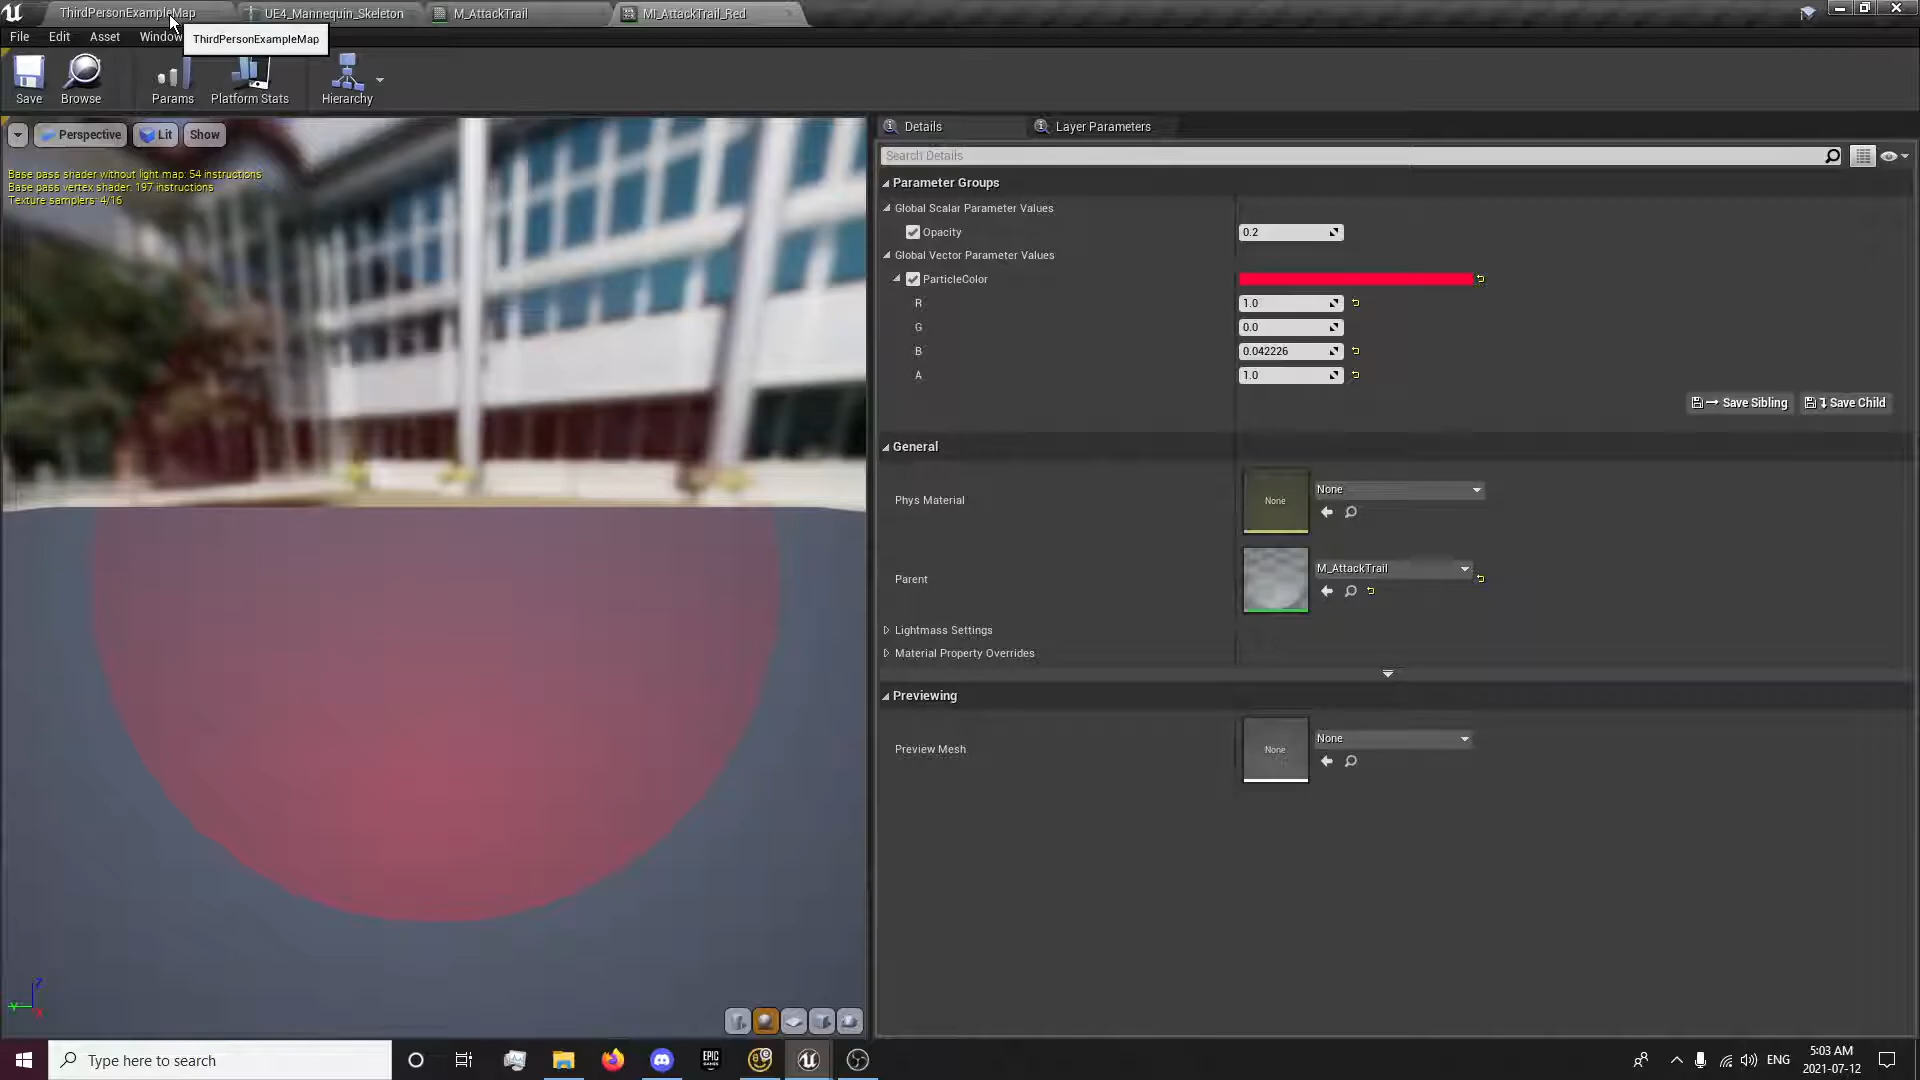 ThirdPersonExampleMap
UE4_Mannequin_Skeleton
M_AttackTrail
MI_AttackTrail_Red
File
Edit
Asset
Window
ThirdPersonExampleMap
Save
Browse
Params
Platform Stats
Hierarchy
Perspective
Lit
Show
Base pass shader without light map: 54 instructions
Base pass vertex shader: 197 instructions
Texture samplers: 4/16
Details
Layer Parameters
Search Details
Parameter Groups
Global Scalar Parameter Values
Opacity
0.2
Global Vector Parameter Values
ParticleColor
R
1.0
G
0.0
B
0.042226
A
1.0
Save Sibling
Save Child
General
Phys Material
None
None
Parent
M_AttackTrail
Lightmass Settings
Material Property Overrides
Previewing
Preview Mesh
None
None
Z
Y
X
Type here to search
EPIC
GAMES
ENG
5:03 AM
2021-07-12